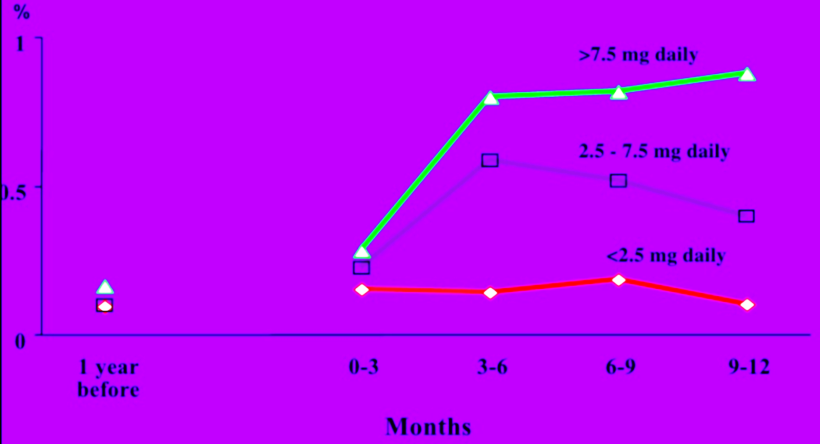 %
1
>7.5 mg daily
2.5 - 7.5 mg daily
0.5
<2.5 mg daily
0
1 year
before
0-3
3-6
6-9
9-12
Months